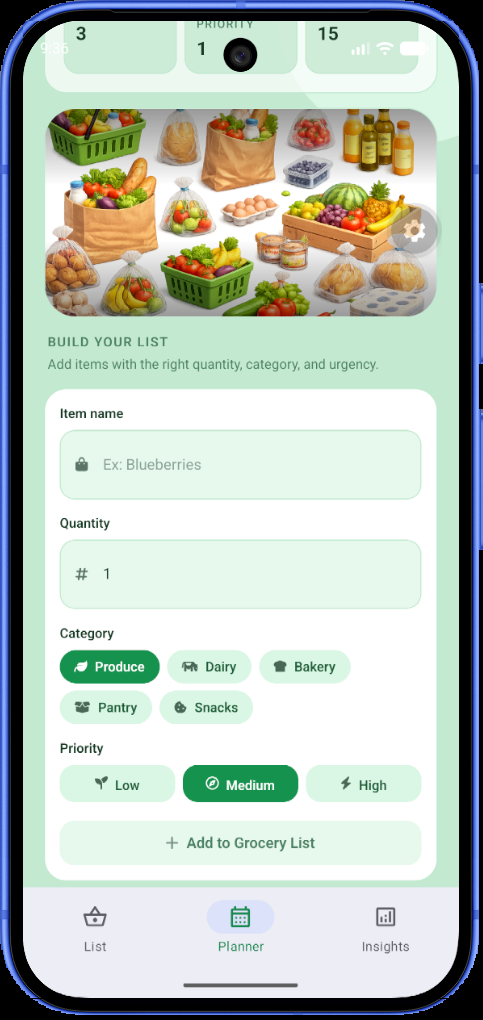 9:36
PRIORITY
3
1
15
BUILD YOUR LIST
Add items with the right quantity, category, and urgency.
Item name
Ex: Blueberries
Quantity
# 1
Category
Produce Dairy Bakery
Pantry Snacks
Priority
Low Medium High
+ Add to Grocery List
List Planner Insights